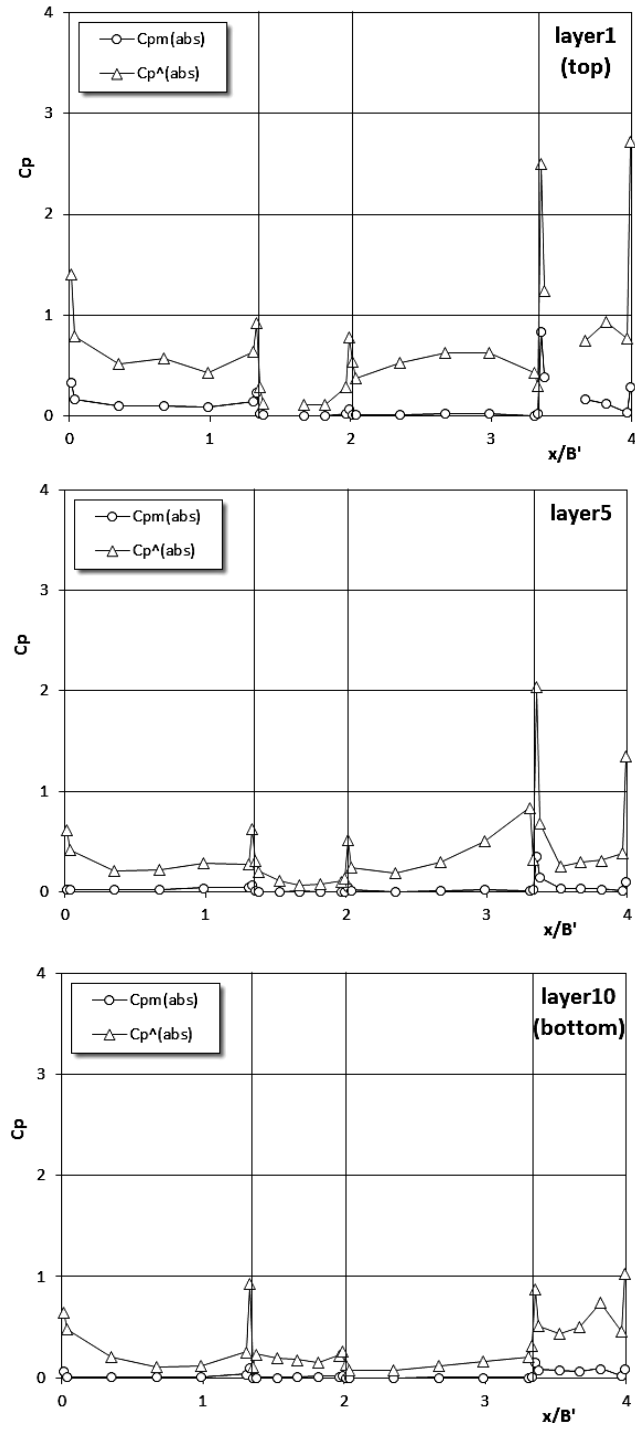 4
3
2
1
0
Cp
Cpm(abs)
Cp^(abs)
layer1
(top)
0
1
2
3
4
x/B'
4
3
2
1
0
Cp
Cpm(abs)
Cp^(abs)
layer5
0
1
2
3
4
x/B'
4
3
2
1
0
Cp
Cpm(abs)
Cp^(abs)
layer10
(bottom)
0
1
2
3
4
x/B'